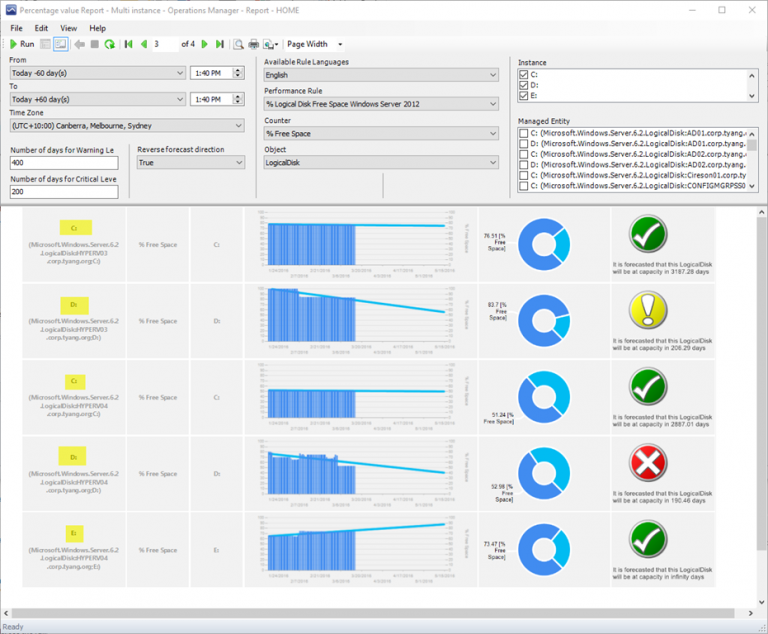 Percentage value Report - Multi instance - Operations Manager - Report - HOME
File Edit View Help
Run 3 of 4 Page Width
From
Today -60 day(s) 1:40 PM
To
Today +60 day(s) 1:40 PM
Time Zone
(UTC+10:00) Canberra, Melbourne, Sydney
Number of days for Warning Le
400
Reverse forecast direction
True
Number of days for Critical Leve
200
Available Rule Languages
English
Performance Rule
% Logical Disk Free Space Windows Server 2012
Counter
% Free Space
Object
LogicalDisk
Instance
C:
D:
E:
Managed Entity
C: (Microsoft.Windows.Server.6.2.LogicalDisk:AD01.corp.tyang.
D: (Microsoft.Windows.Server.6.2.LogicalDisk:AD01.corp.tyang.
C: (Microsoft.Windows.Server.6.2.LogicalDisk:AD02.corp.tyang.
D: (Microsoft.Windows.Server.6.2.LogicalDisk:AD02.corp.tyang.
C: (Microsoft.Windows.Server.6.2.LogicalDisk:Cireson01.corp.ty
C: (Microsoft.Windows.Server.6.2.LogicalDisk:CONFIGMGRPSS0
C:
(Microsoft.Windows.Server.6.2
.LogicalDisk:HYPERV03
.corp.tyang.org:C:)
% Free Space
C:
76.51 [%
Free
Space]
It is forecasted that this LogicalDisk
will be at capacity in 3187.28 days
D:
(Microsoft.Windows.Server.6.2
.LogicalDisk:HYPERV03
.corp.tyang.org:D:)
% Free Space
D:
83.7 [%
Free
Space]
It is forecasted that this LogicalDisk
will be at capacity in 206.29 days
C:
(Microsoft.Windows.Server.6.2
.LogicalDisk:HYPERV04
.corp.tyang.org:C:)
% Free Space
C:
51.24 [%
Free Space]
It is forecasted that this LogicalDisk
will be at capacity in 2887.01 days
D:
(Microsoft.Windows.Server.6.2
.LogicalDisk:HYPERV04
.corp.tyang.org:D:)
% Free Space
D:
52.98 [%
Free
Space]
It is forecasted that this LogicalDisk
will be at capacity in 190.46 days
E:
(Microsoft.Windows.Server.6.2
.LogicalDisk:HYPERV04
.corp.tyang.org:E:)
% Free Space
E:
73.47 [%
Free
Space]
It is forecasted that this LogicalDisk
will be at capacity in infinity days
Ready